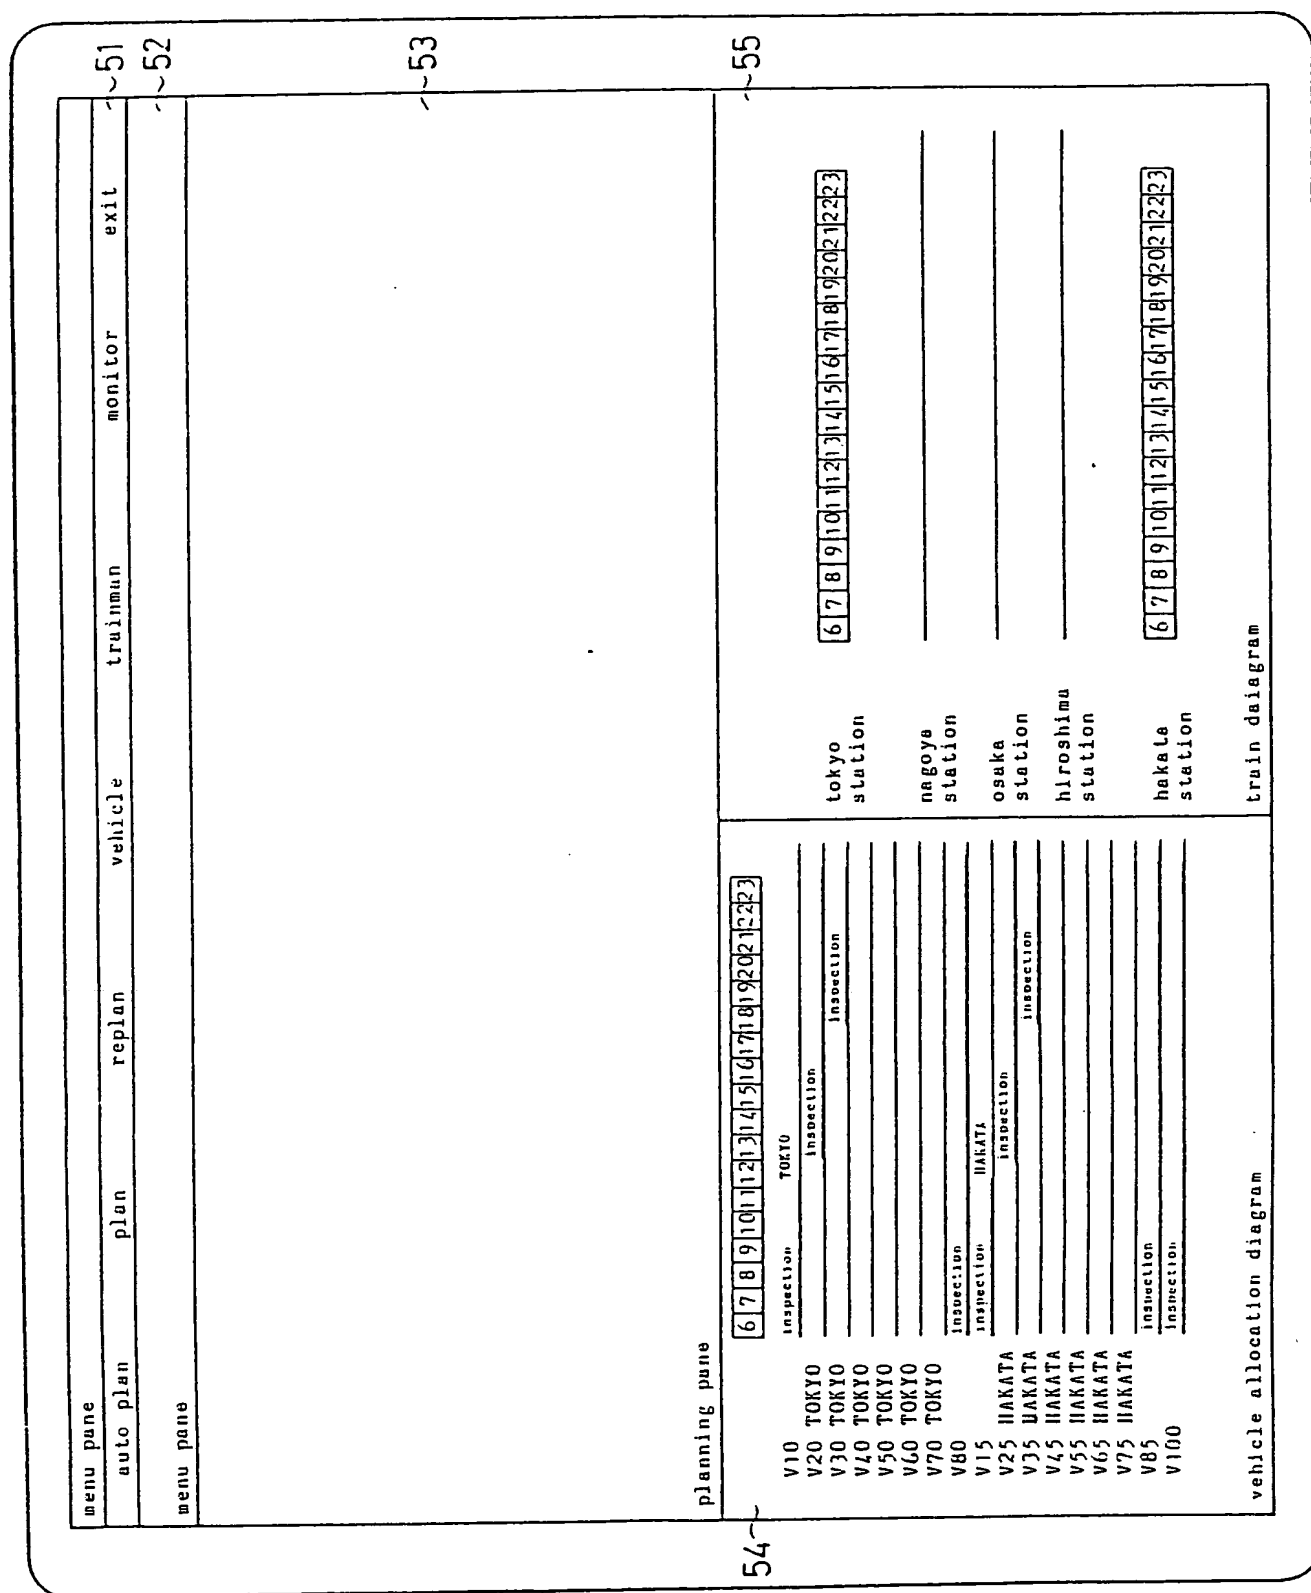 menu pane
auto plan plan replan vehicle trainman monitor exit
~51
~52
menu pane
~53
planning pane
54~
~55
6 7 8 9 10 11 12 13 14 15 16 17 18 19 20 21 22 23
V10 inspection TOKYO
V20 TOKYO inspection
V30 TOKYO inspection
V40 TOKYO
V50 TOKYO
V60 TOKYO
V70 TOKYO
V80 inspection
V15 inspection HAKATA
V25 HAKATA inspection
V35 HAKATA inspection
V45 HAKATA
V55 HAKATA
V65 HAKATA
V75 HAKATA
V85 inspection
V100 inspection
vehicle allocation diagram
tokyo
station
6 7 8 9 10 11 12 13 14 15 16 17 18 19 20 21 22 23
nagoya
station
osaka
station
hiroshima
station
hakata
station
6 7 8 9 10 11 12 13 14 15 16 17 18 19 20 21 22 23
train daiagram